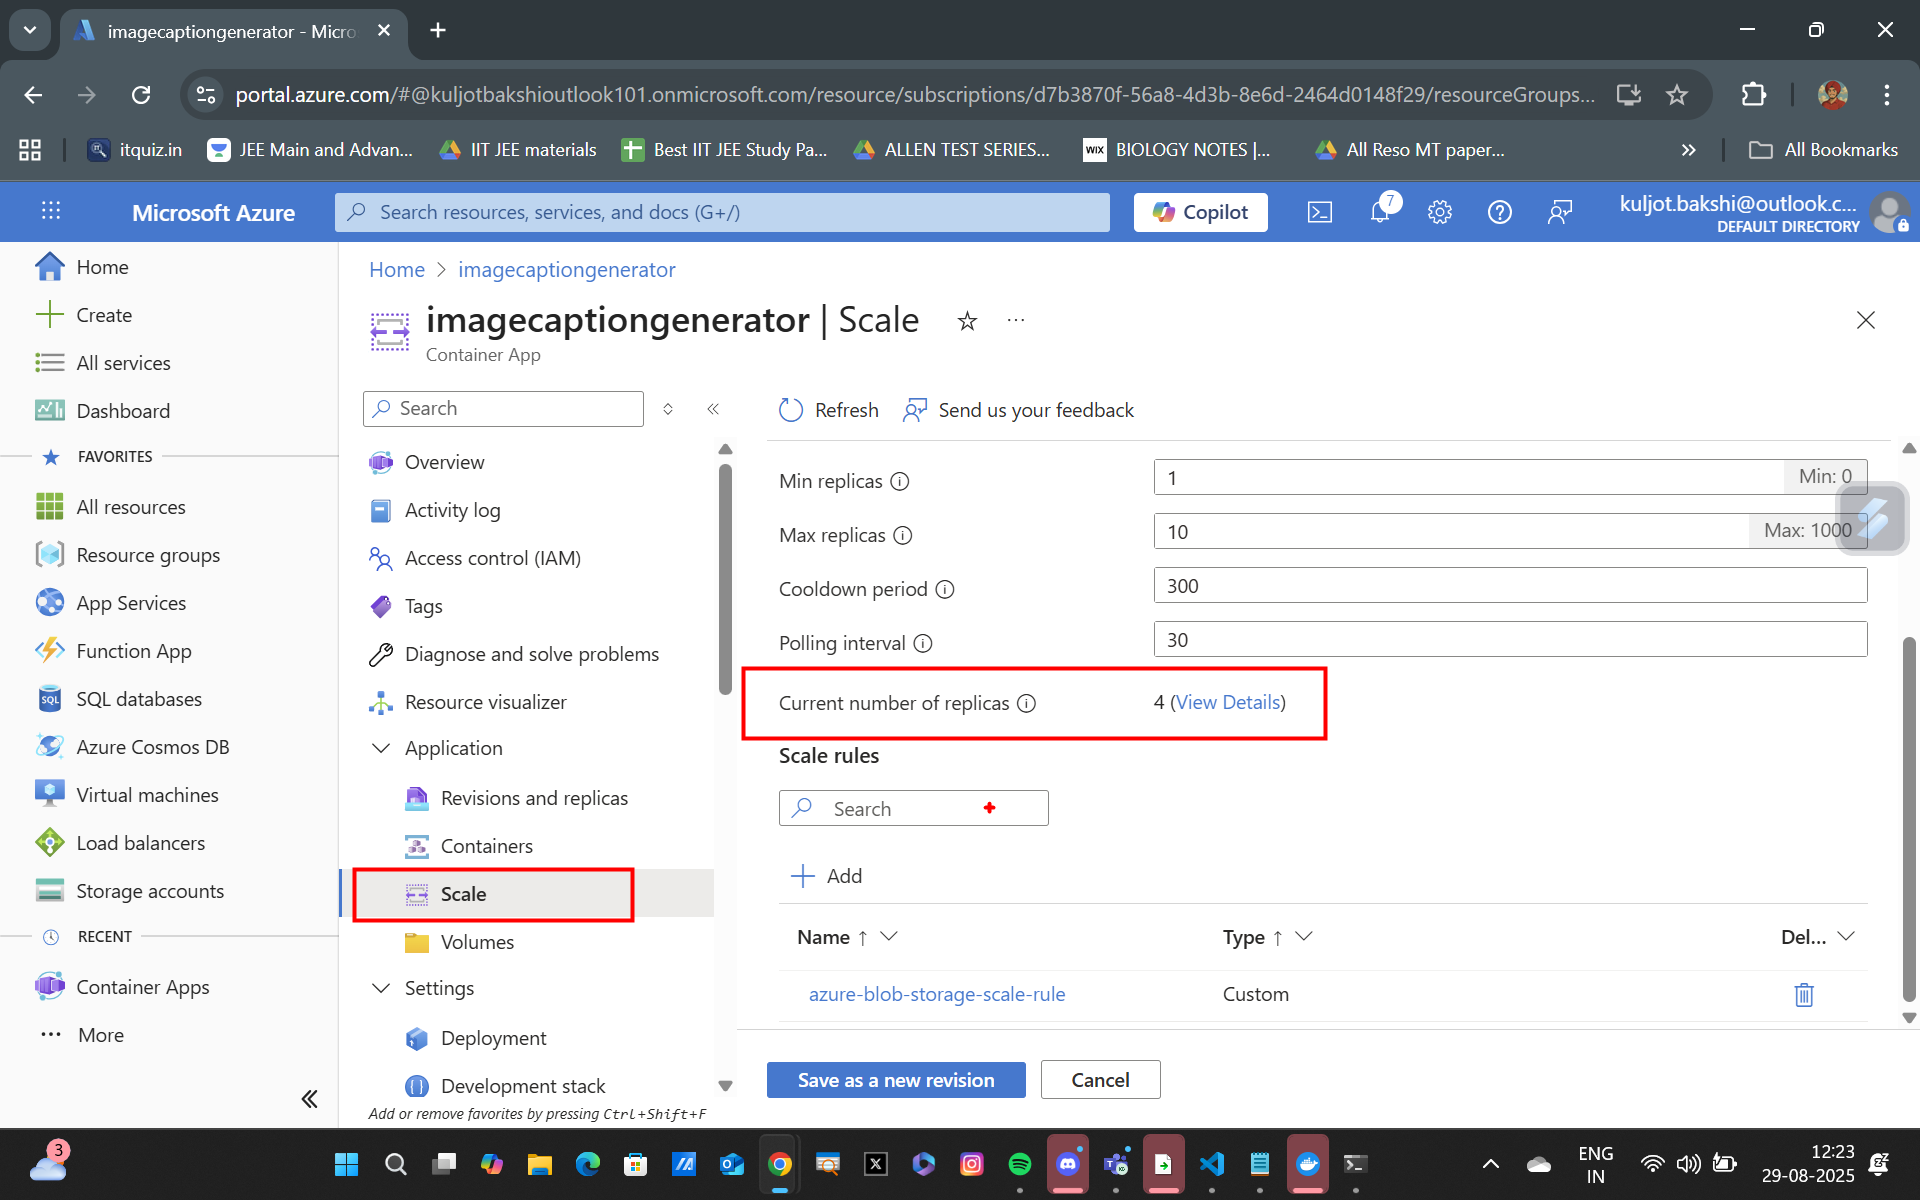 imagecaptiongenerator - Micro
portal.azure.com/#@kuljotbakshioutlook101.onmicrosoft.com/resource/subscriptions/d7b3870f-56a8-4d3b-8e6d-2464d0148f29/resourceGroups...
itquiz.in
JEE Main and Advan...
IIT JEE materials
Best IIT JEE Study Pa...
ALLEN TEST SERIES...
WIX
BIOLOGY NOTES |...
All Reso MT paper...
All Bookmarks
Microsoft Azure
Search resources, services, and docs (G+/)
Copilot
7
kuljot.bakshi@outlook.c...
DEFAULT DIRECTORY
Home
Create
All services
Dashboard
FAVORITES
All resources
Resource groups
App Services
Function App
SQL
SQL databases
Azure Cosmos DB
Virtual machines
Load balancers
Storage accounts
RECENT
Container Apps
More
Home > imagecaptiongenerator
imagecaptiongenerator | Scale
Container App
Search
Overview
Activity log
Access control (IAM)
Tags
Diagnose and solve problems
Resource visualizer
Application
Revisions and replicas
Containers
Scale
Volumes
Settings
Deployment
Development stack
Add or remove favorites by pressing Ctrl+Shift+F
Refresh
Send us your feedback
Min replicas
1
Min: 0
Max replicas
10
Max: 1000
Cooldown period
300
Polling interval
30
Current number of replicas
4 (View Details)
Scale rules
Search
Add
Name ↑
Type ↑
Del...
azure-blob-storage-scale-rule
Custom
Save as a new revision
Cancel
3
ENG
IN
12:23
29-08-2025